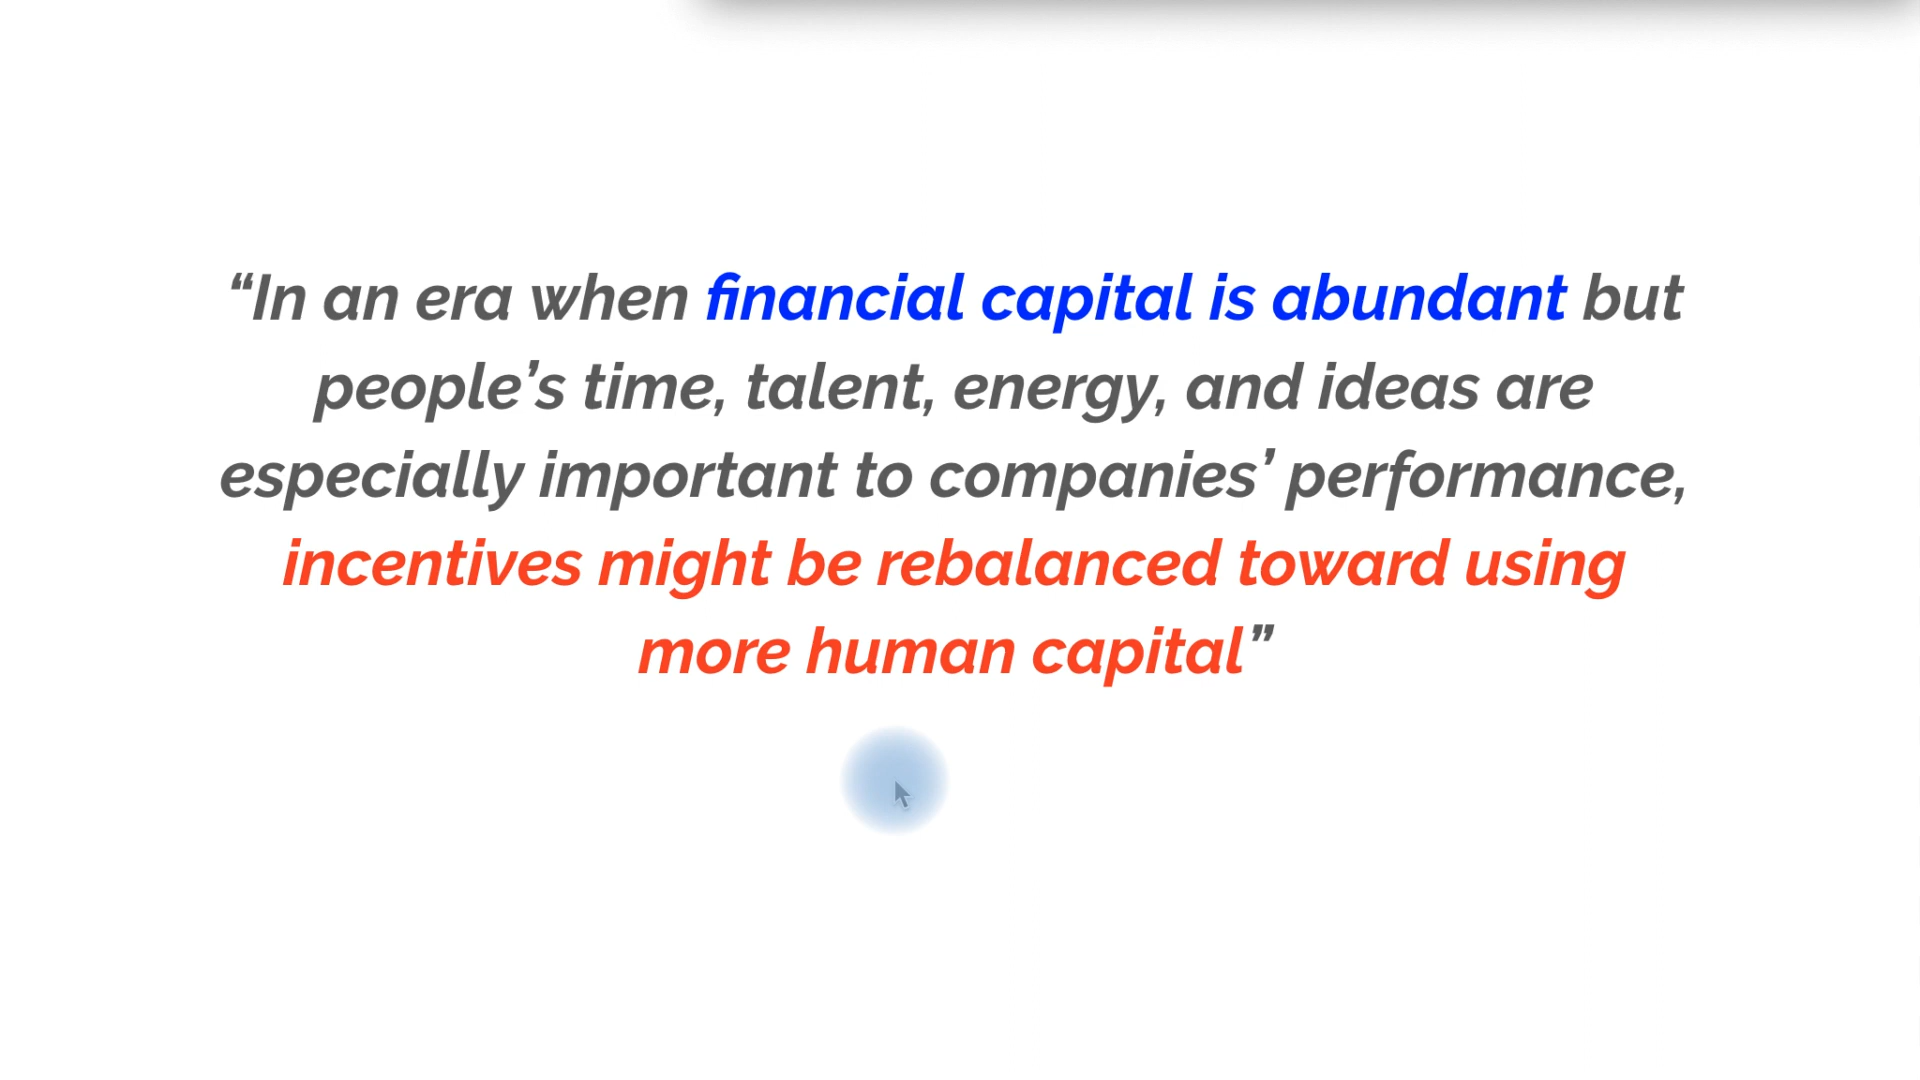 “In an era when financial capital is abundant but
people’s time, talent, energy, and ideas are
especially important to companies’ performance,
incentives might be rebalanced toward using
more human capital”